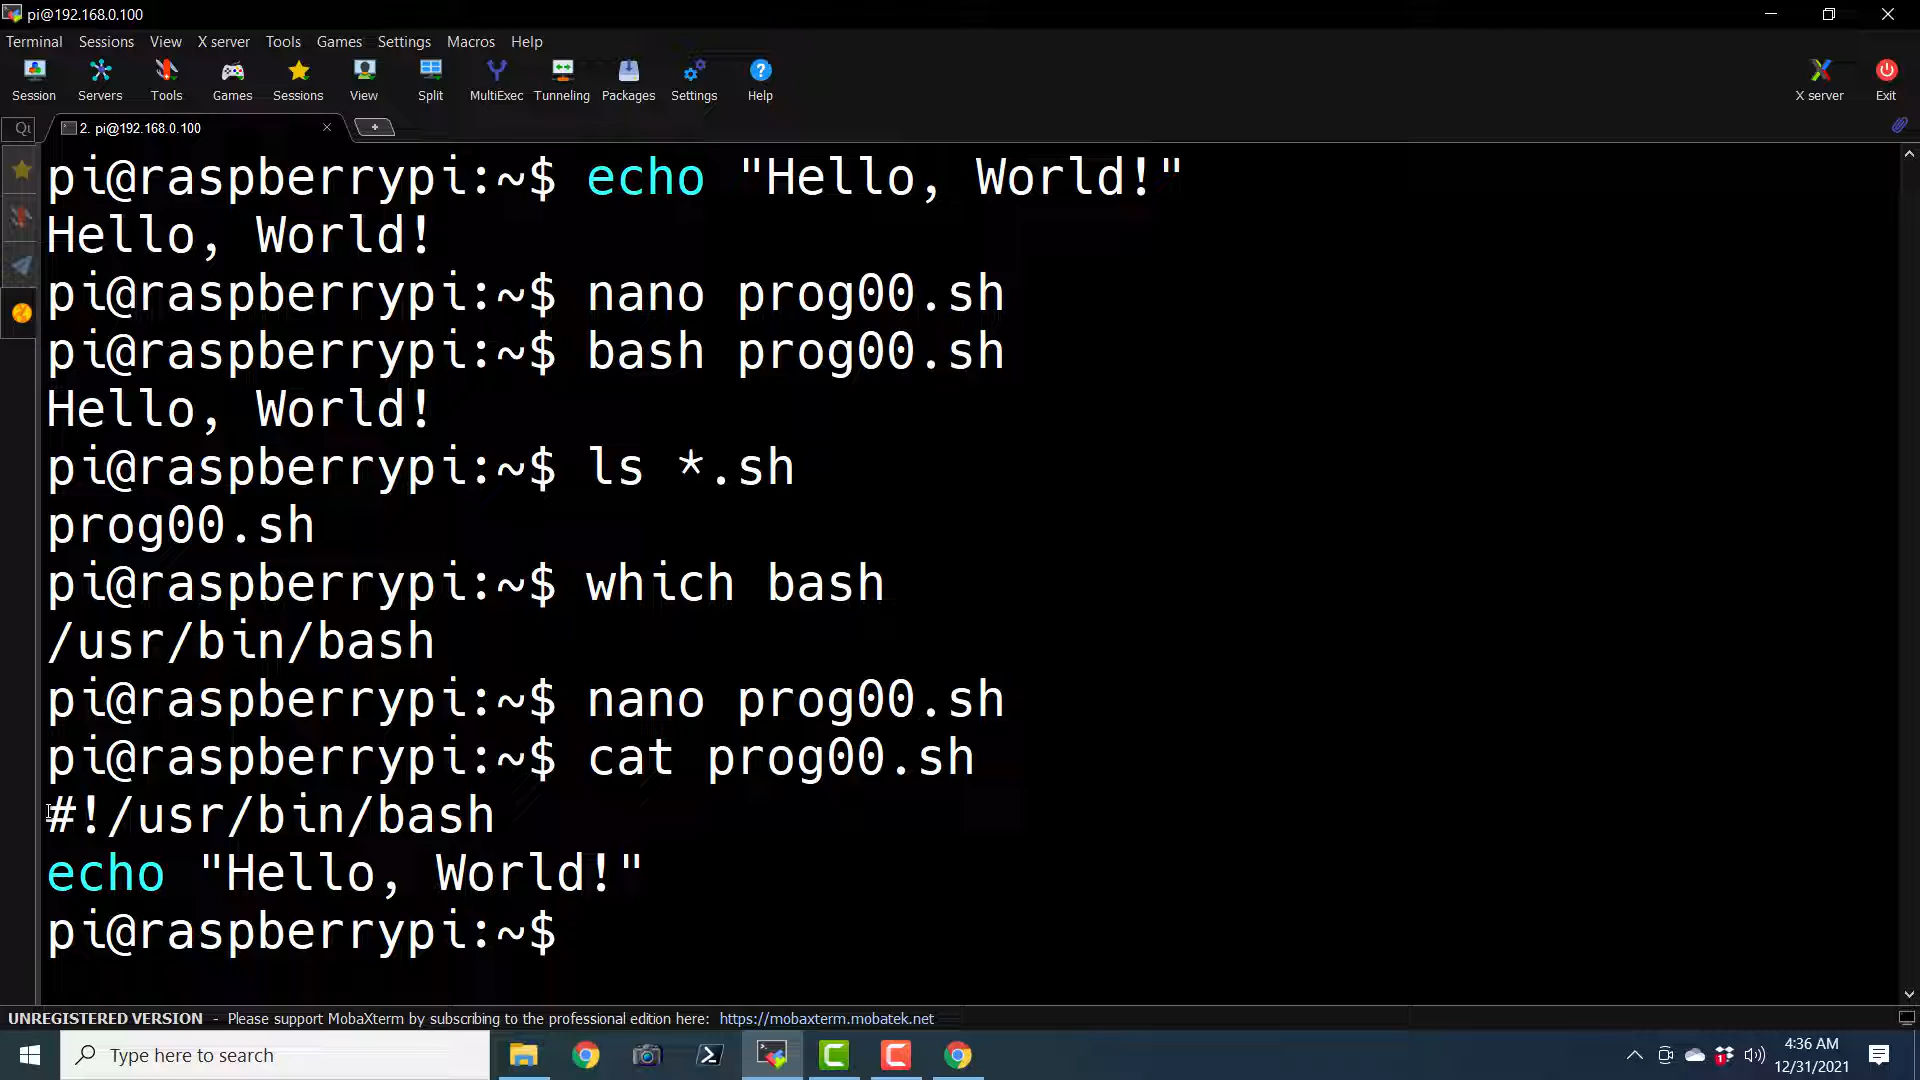 pi@192.168.0.100
Terminal Sessions View X server Tools Games Settings Macros Help
Session Servers Tools Games Sessions View Split MultiExec Tunneling Packages Settings Help X server Exit
2. pi@192.168.0.100
pi@raspberrypi:~$ echo "Hello, World!"
Hello, World!
pi@raspberrypi:~$ nano prog00.sh
pi@raspberrypi:~$ bash prog00.sh
Hello, World!
pi@raspberrypi:~$ ls *.sh
prog00.sh
pi@raspberrypi:~$ which bash
/usr/bin/bash
pi@raspberrypi:~$ nano prog00.sh
pi@raspberrypi:~$ cat prog00.sh
#!/usr/bin/bash
echo "Hello, World!"
pi@raspberrypi:~$
UNREGISTERED VERSION - Please support MobaXterm by subscribing to the professional edition here: https://mobaxterm.mobatek.net
Type here to search
4:36 AM
12/31/2021